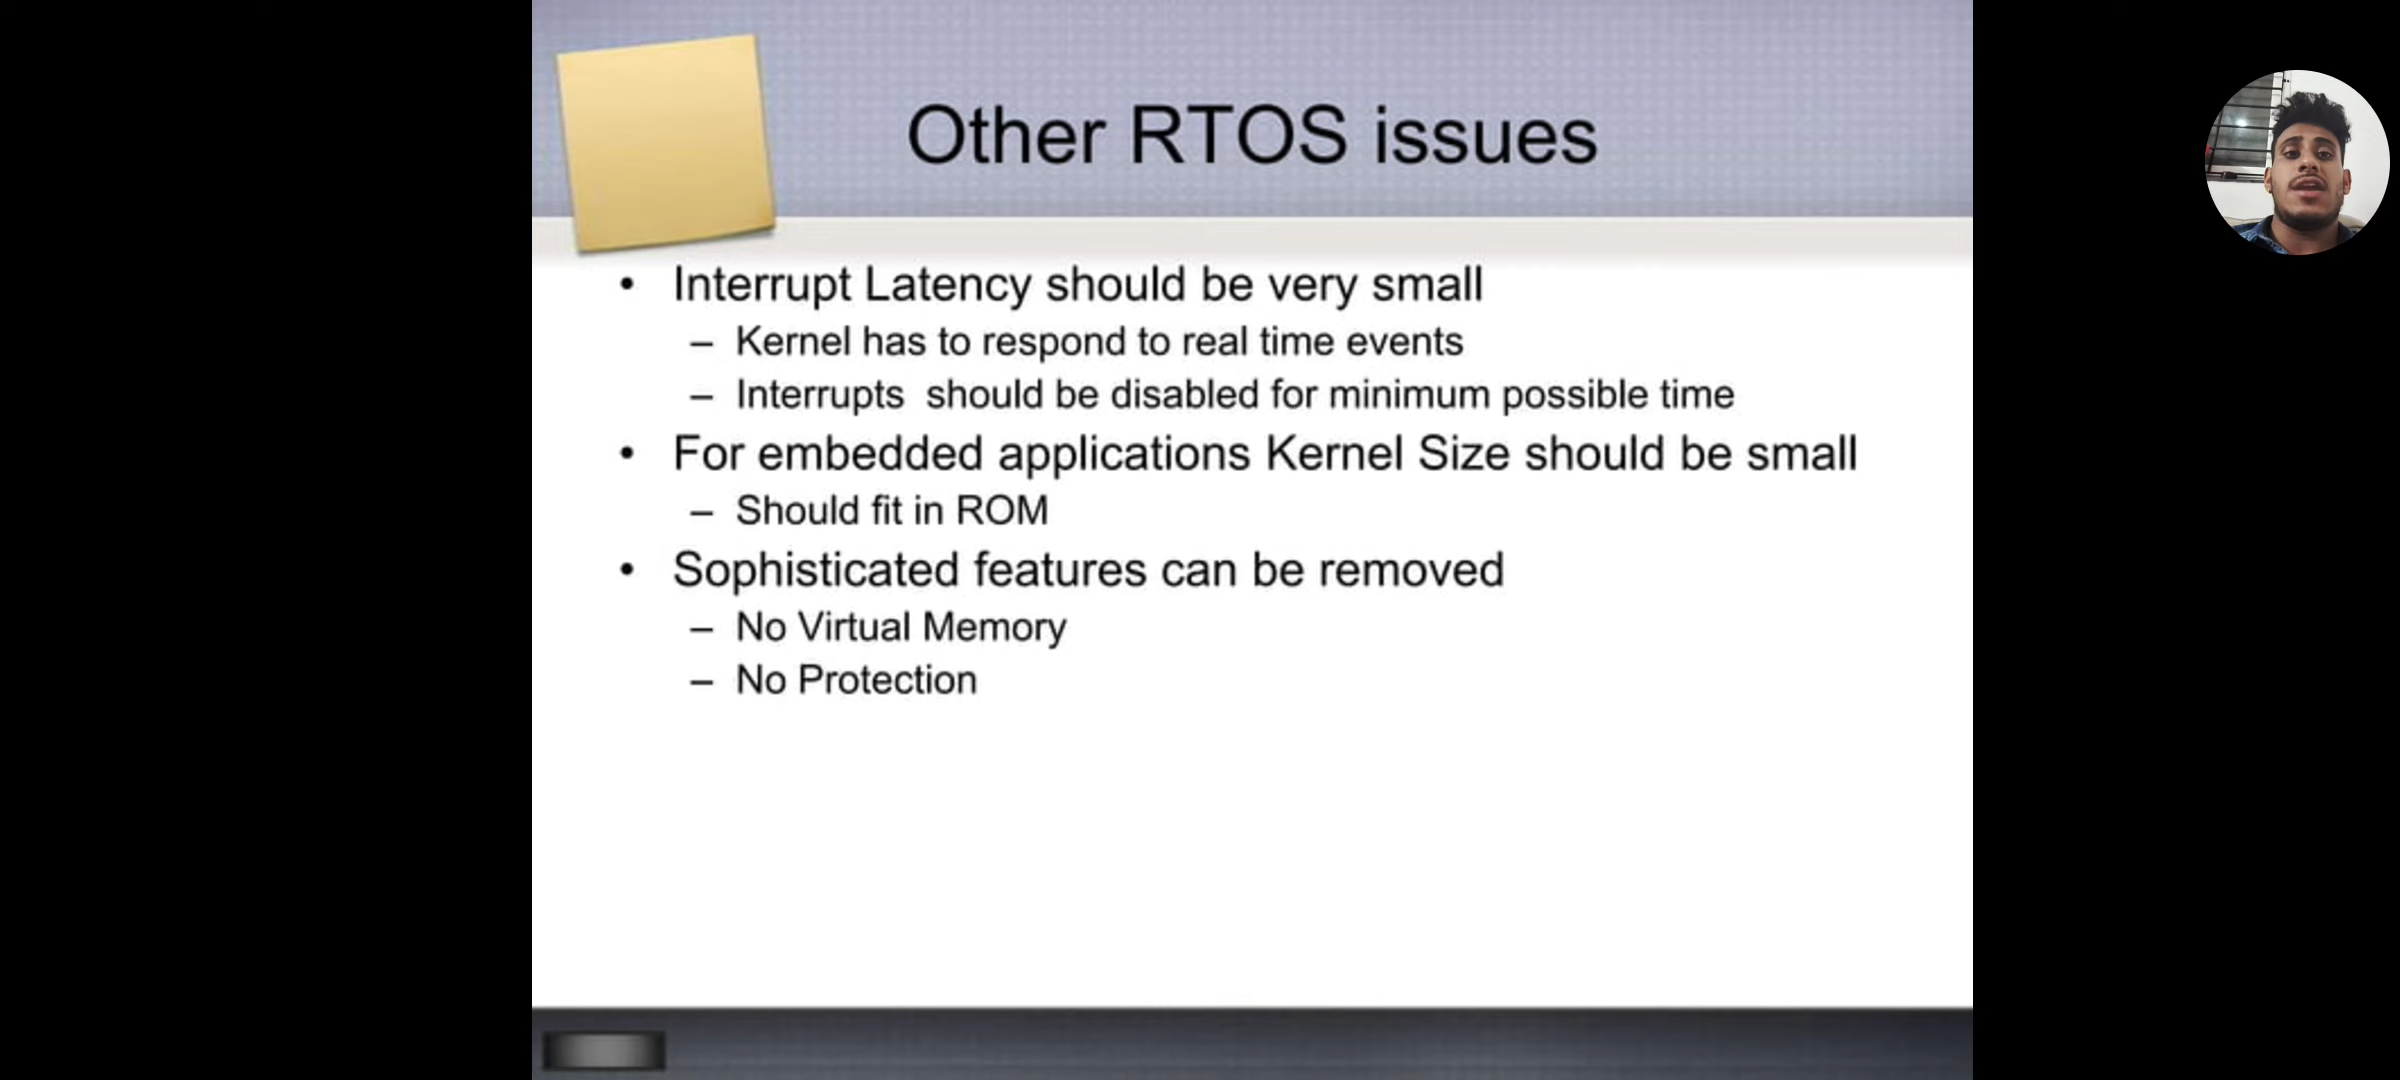 Other RTOS issues
• Interrupt Latency should be very small
– Kernel has to respond to real time events
– Interrupts  should be disabled for minimum possible time
• For embedded applications Kernel Size should be small
– Should fit in ROM
• Sophisticated features can be removed
– No Virtual Memory
– No Protection